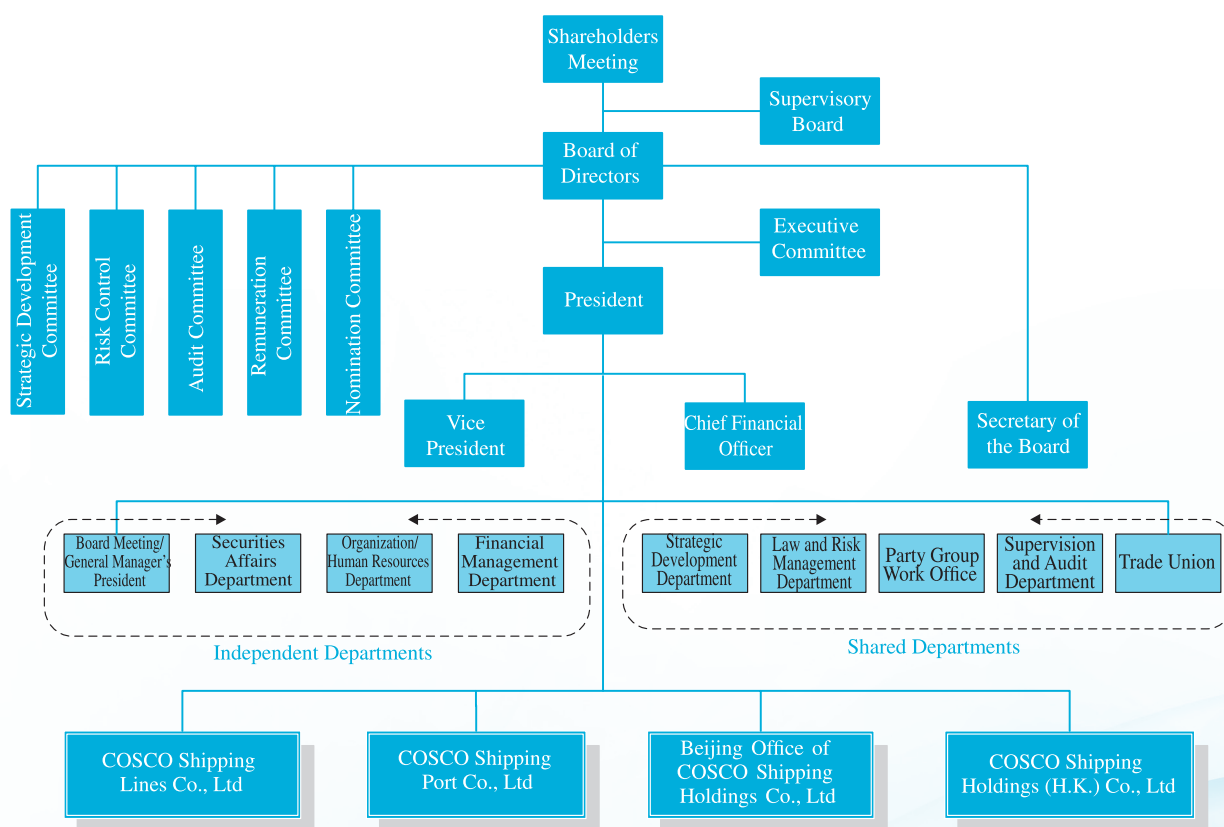 Shareholders
Meeting
Supervisory
Board
Board of
Directors
Executive
Committee
President
Strategic Development
Committee
Risk Control
Committee
Audit Committee
Remuneration
Committee
Nomination Committee
Vice
President
Chief Financial
Officer
Secretary of
the Board
Board Meeting/
General Manager's
President
Securities
Affairs
Department
Organization/
Human Resources
Department
Financial
Management
Department
Strategic
Development
Department
Law and Risk
Management
Department
Party Group
Work Office
Supervision
and Audit
Department
Trade Union
Independent Departments
Shared Departments
COSCO Shipping
Lines Co., Ltd
COSCO Shipping
Port Co., Ltd
Beijing Office of
COSCO Shipping
Holdings Co., Ltd
COSCO Shipping
Holdings (H.K.) Co., Ltd